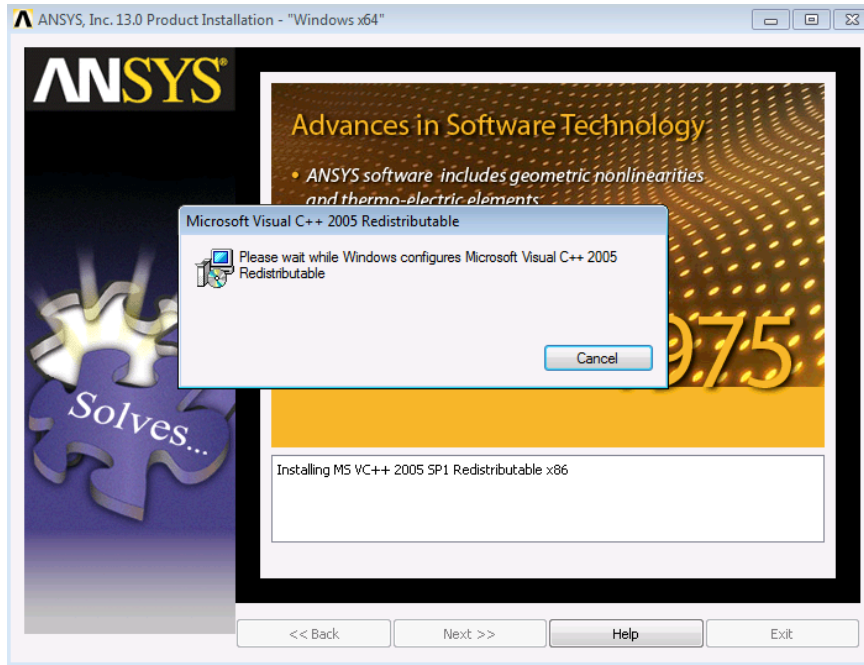 ANSYS, Inc. 13.0 Product Installation - "Windows x64"
ANSYS®
Advances in Software Technology
• ANSYS software includes geometric nonlinearities
and thermo-electric elements
Microsoft Visual C++ 2005 Redistributable
Please wait while Windows configures Microsoft Visual C++ 2005
Redistributable
Cancel
975
Solves...
Installing MS VC++ 2005 SP1 Redistributable x86
<< Back
Next >>
Help
Exit